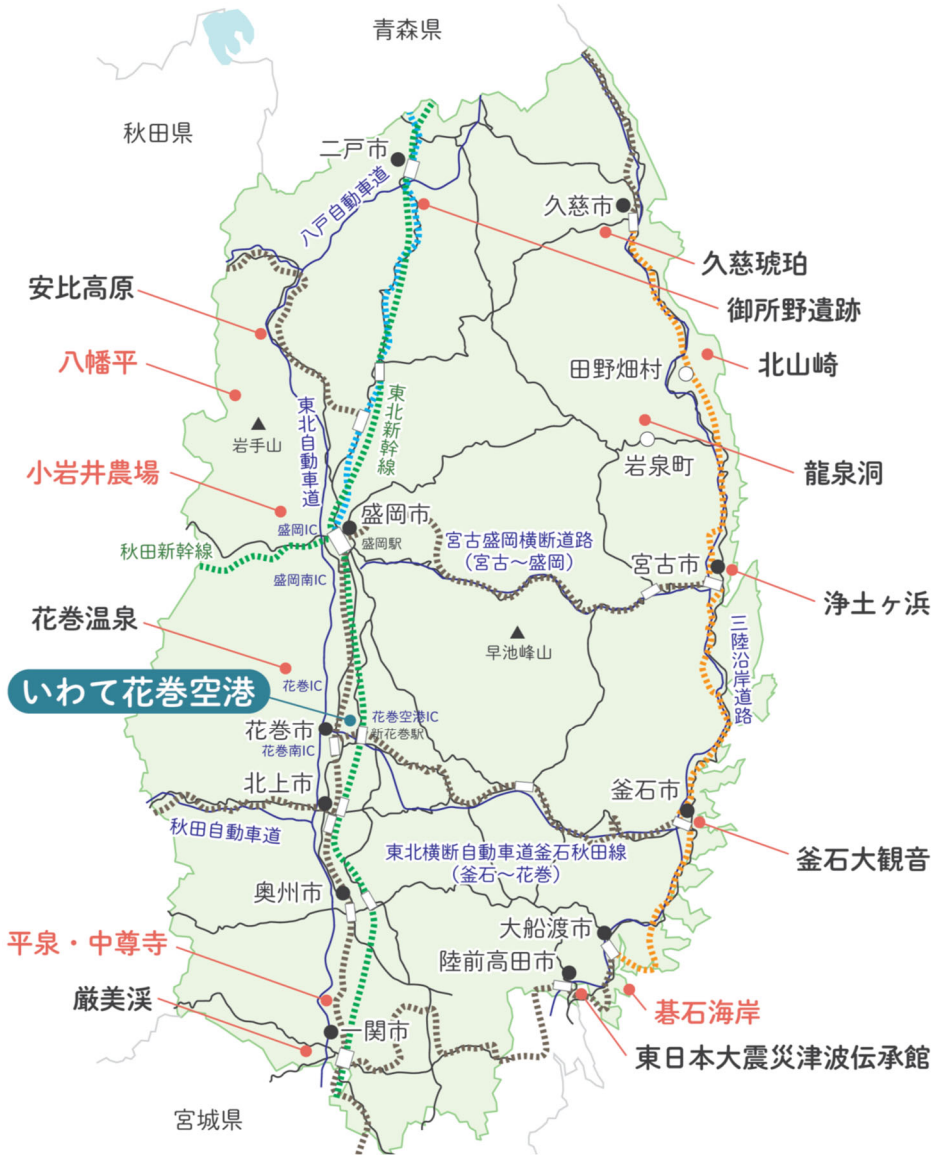 青森県
秋田県
二戸市
八戸自動車道
久慈市
久慈琥珀
安比高原
御所野遺跡
八幡平
北山崎
田野畑村
東北新幹線
岩手山
東北自動車道
岩泉町
龍泉洞
小岩井農場
盛岡市
盛岡IC
盛岡駅
秋田新幹線
宮古盛岡横断道路
(宮古~盛岡)
宮古市
盛岡南IC
浄土ヶ浜
花巻温泉
早池峰山
三陸沿岸道路
花巻IC
いわて花巻空港
花巻空港IC
新花巻駅
花巻市
花巻南IC
北上市
釜石市
秋田自動車道
東北横断自動車道釜石秋田線
(釜石~花巻)
釜石大観音
奥州市
大船渡市
平泉・中尊寺
陸前高田市
厳美渓
碁石海岸
一関市
東日本大震災津波伝承館
宮城県